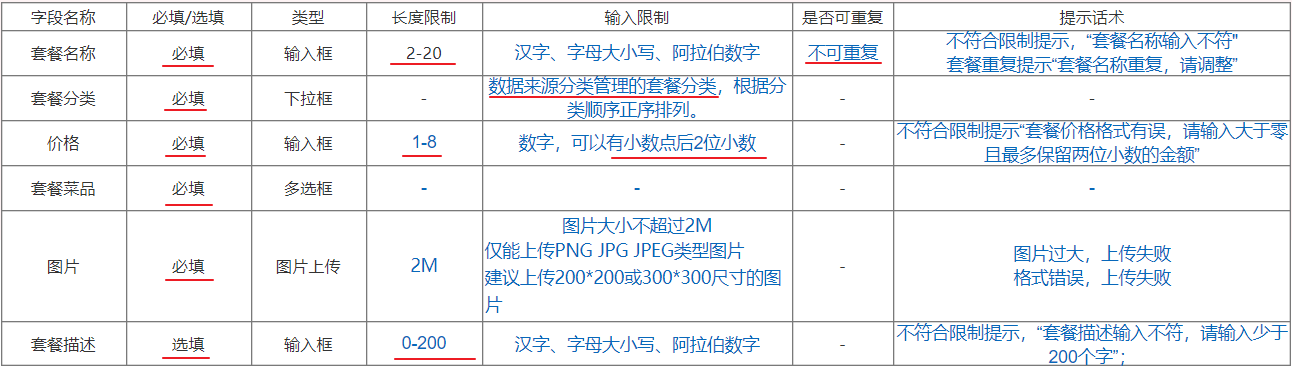 字段名称 必填/选填 类型 长度限制 输入限制 是否可重复 提示话术
套餐名称 必填 输入框 2-20 汉字、字母大小写、阿拉伯数字 不可重复 不符合限制提示，“套餐名称输入不符"
套餐重复提示“套餐名称重复，请调整”
套餐分类 必填 下拉框 - 数据来源分类管理的套餐分类，根据分
类顺序正序排列。 - -
价格 必填 输入框 1-8 数字，可以有小数点后2位小数 - 不符合限制提示“套餐价格格式有误，请输入大于零
且最多保留两位小数的金额”
套餐菜品 必填 多选框 - - - -
图片 必填 图片上传 2M 图片大小不超过2M
仅能上传PNG JPG JPEG类型图片
建议上传200*200或300*300尺寸的图
片 - 图片过大，上传失败
格式错误，上传失败
套餐描述 选填 输入框 0-200 汉字、字母大小写、阿拉伯数字 - 不符合限制提示，“套餐描述输入不符，请输入少于
200个字”；